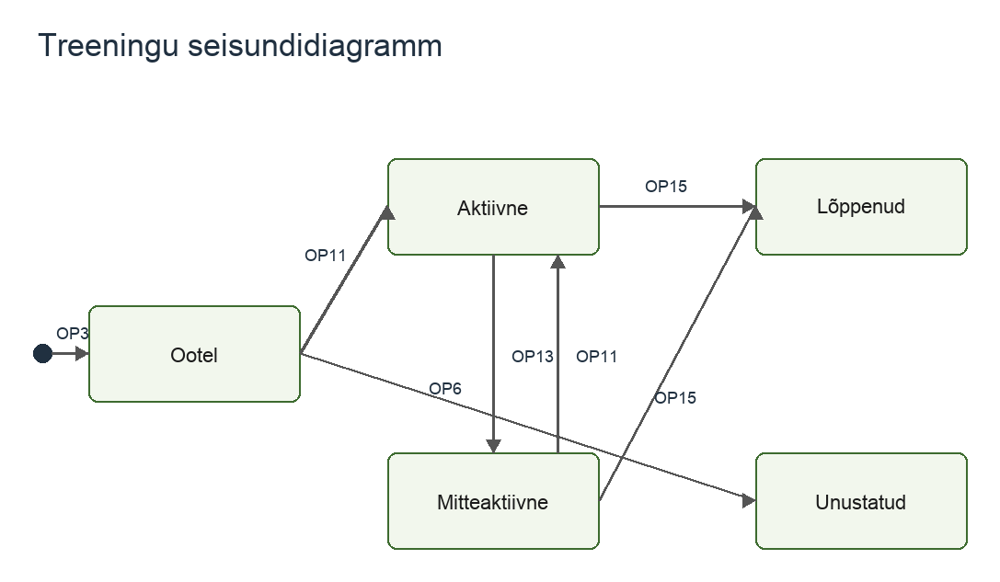 Treeningu seisundidiagramm
Aktiivne
OP15
Lõppenud
OP11
OP3
Ootel
OP13
OP11
OP6
OP15
Mitteaktiivne
Unustatud